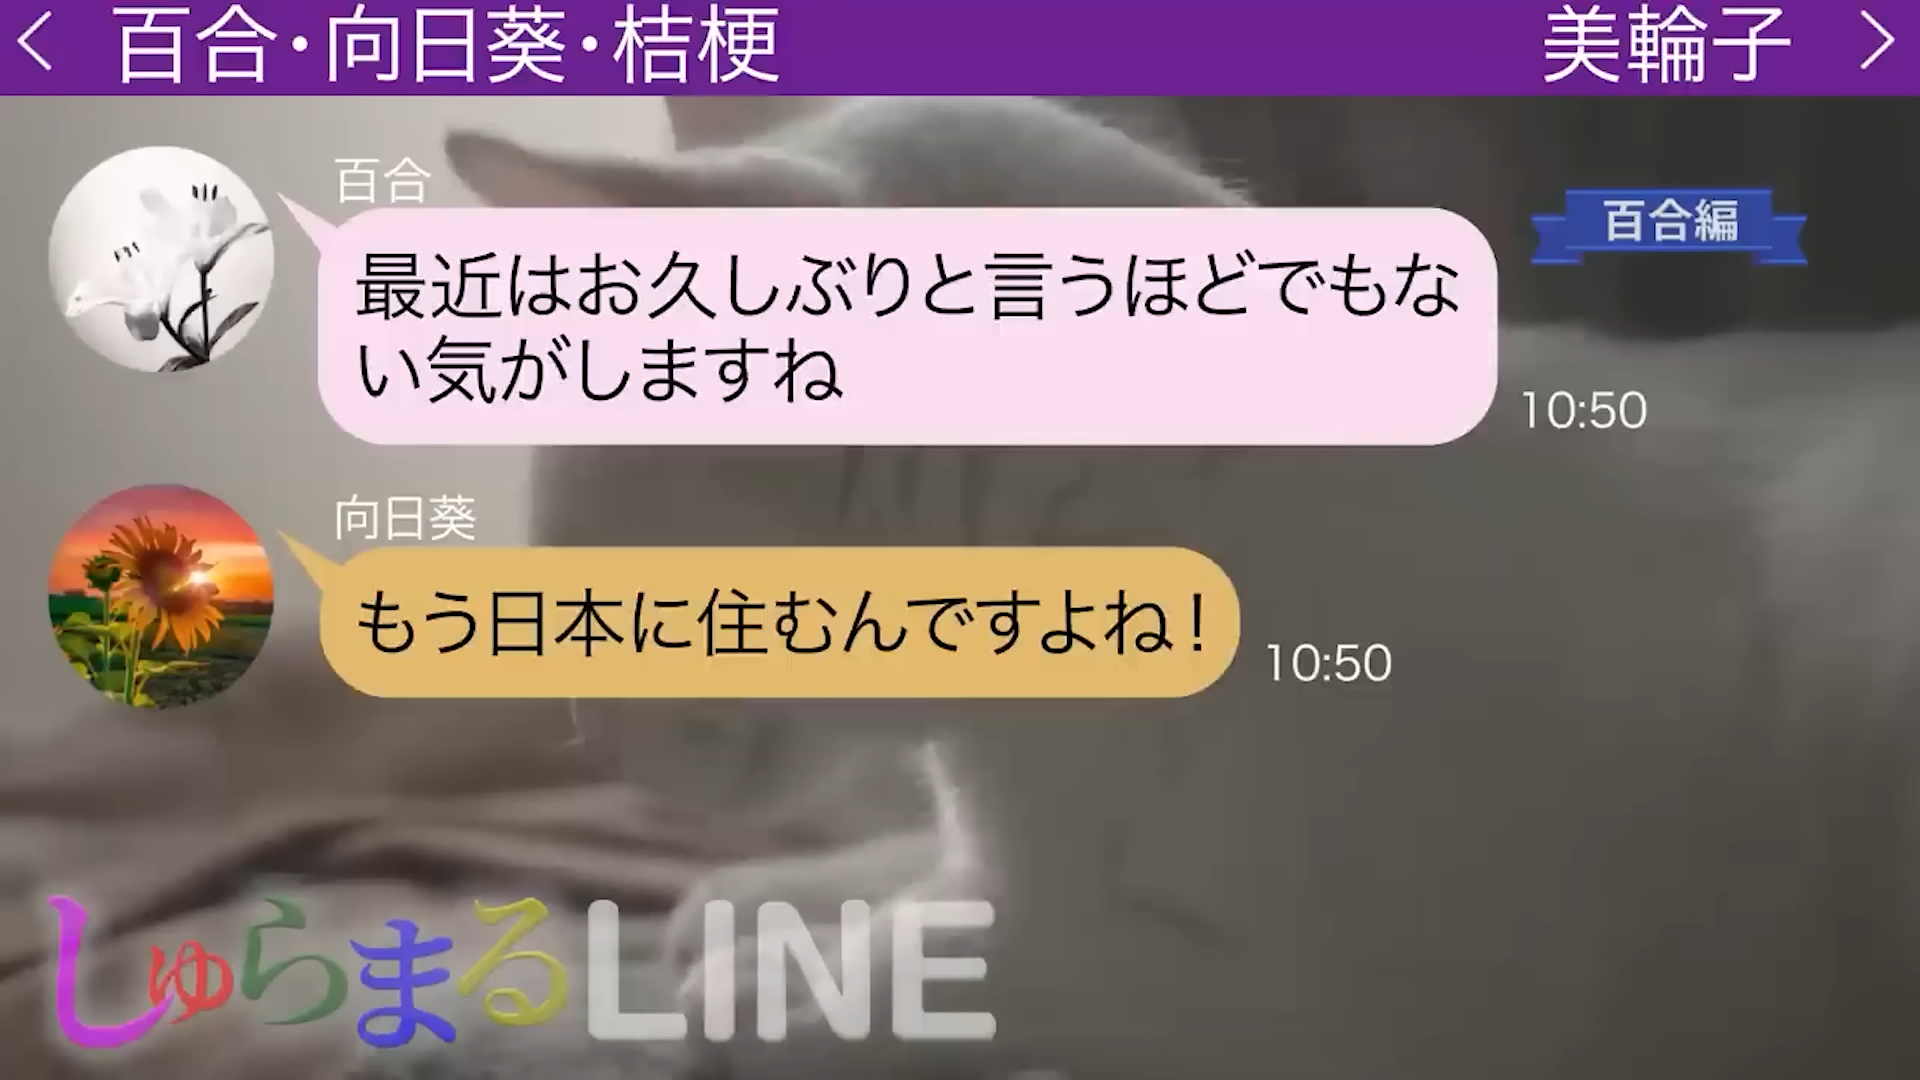 百合・向日葵・桔梗
美輪子
百合
百合編
最近はお久しぶりと言うほどでもな
い気がしますね
10:50
向日葵
もう日本に住むんですよね！
10:50
しゅらまるLINE